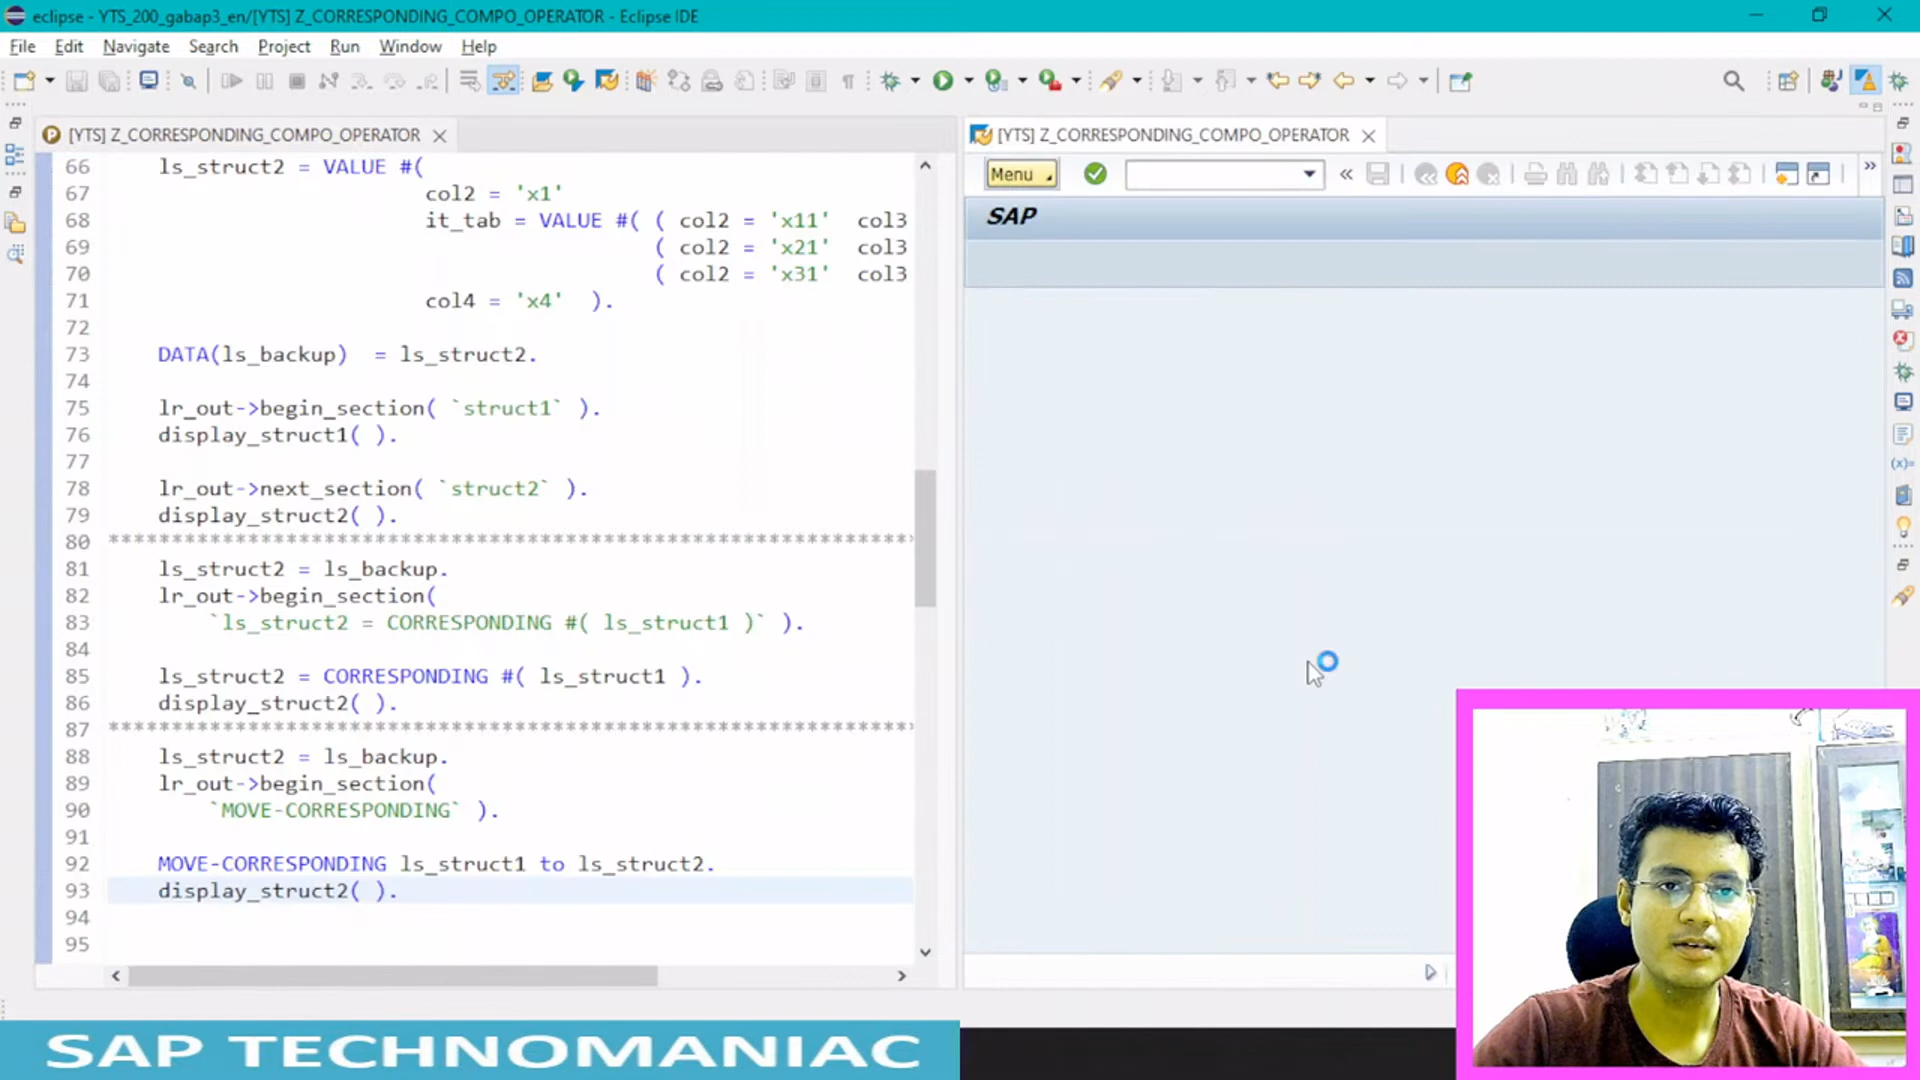 eclipse - YTS_200_gabap3_en/[YTS] Z_CORRESPONDING_COMPO_OPERATOR - Eclipse IDE
File Edit Navigate Search Project Run Window Help
[YTS] Z_CORRESPONDING_COMPO_OPERATOR
66 ls_struct2 = VALUE #(
67 col2 = 'x1'
68 it_tab = VALUE #( ( col2 = 'x11' col3
69 ( col2 = 'x21' col3
70 ( col2 = 'x31' col3
71 col4 = 'x4' ).
72
73 DATA(ls_backup) = ls_struct2.
74
75 lr_out->begin_section( `struct1` ).
76 display_struct1( ).
77
78 lr_out->next_section( `struct2` ).
79 display_struct2( ).
80 ****************************************************************
81 ls_struct2 = ls_backup.
82 lr_out->begin_section(
83 `ls_struct2 = CORRESPONDING #( ls_struct1 )` ).
84
85 ls_struct2 = CORRESPONDING #( ls_struct1 ).
86 display_struct2( ).
87 ****************************************************************
88 ls_struct2 = ls_backup.
89 lr_out->begin_section(
90 `MOVE-CORRESPONDING` ).
91
92 MOVE-CORRESPONDING ls_struct1 to ls_struct2.
93 display_struct2( ).
94
95
[YTS] Z_CORRESPONDING_COMPO_OPERATOR
Menu
SAP
SAP TECHNOMANIAC